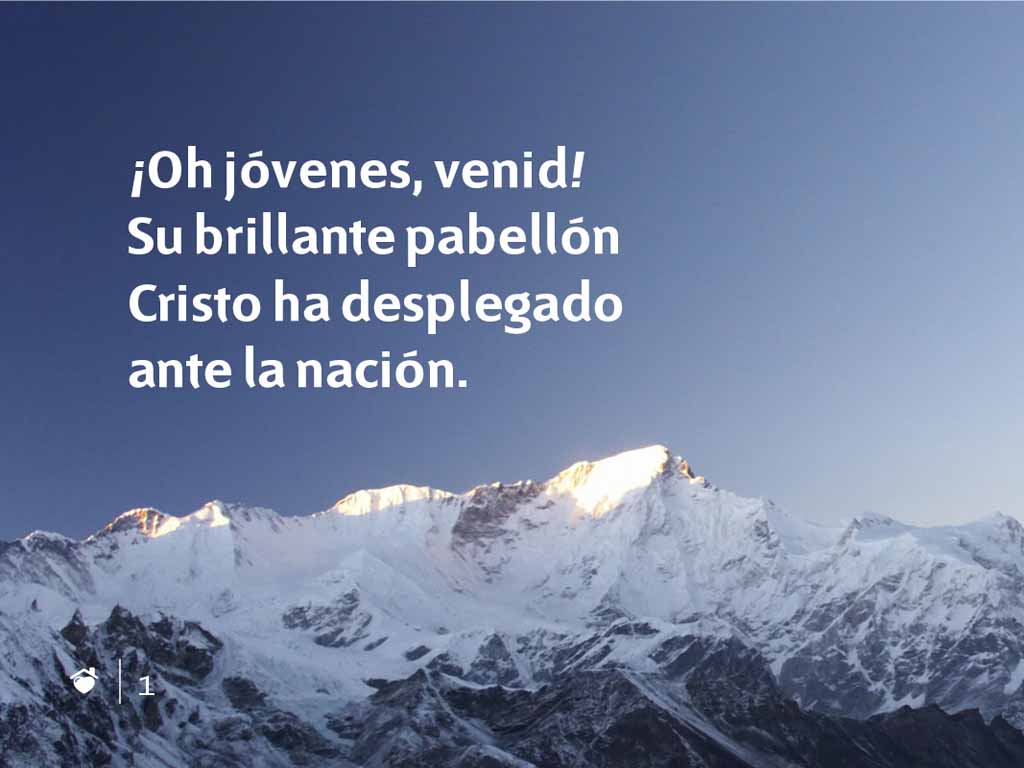 ¡Oh jóvenes, venid!
Su brillante pabellón
Cristo ha desplegado
ante la nación.
1